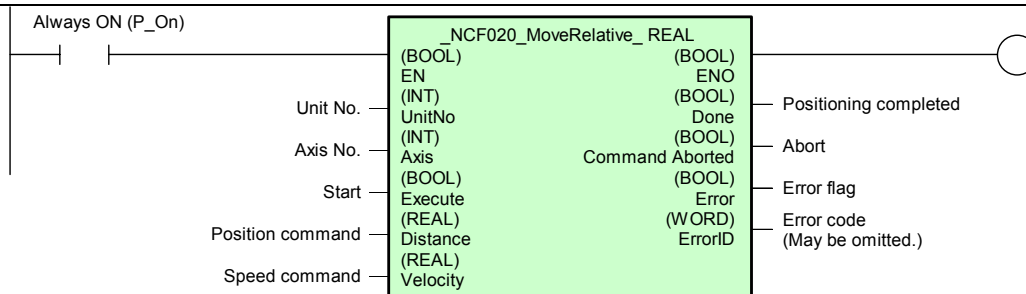 Always ON (P_On)
_NCF020_MoveRelative_ REAL
(BOOL) (BOOL)
EN ENO
(INT) (BOOL)
Unit No. UnitNo Done Positioning completed
(INT) (BOOL)
Axis No. Axis Command Aborted Abort
(BOOL) (BOOL)
Start Execute Error Error flag
(REAL) (WORD) Error code
Position command Distance ErrorID (May be omitted.)
(REAL)
Speed command Velocity